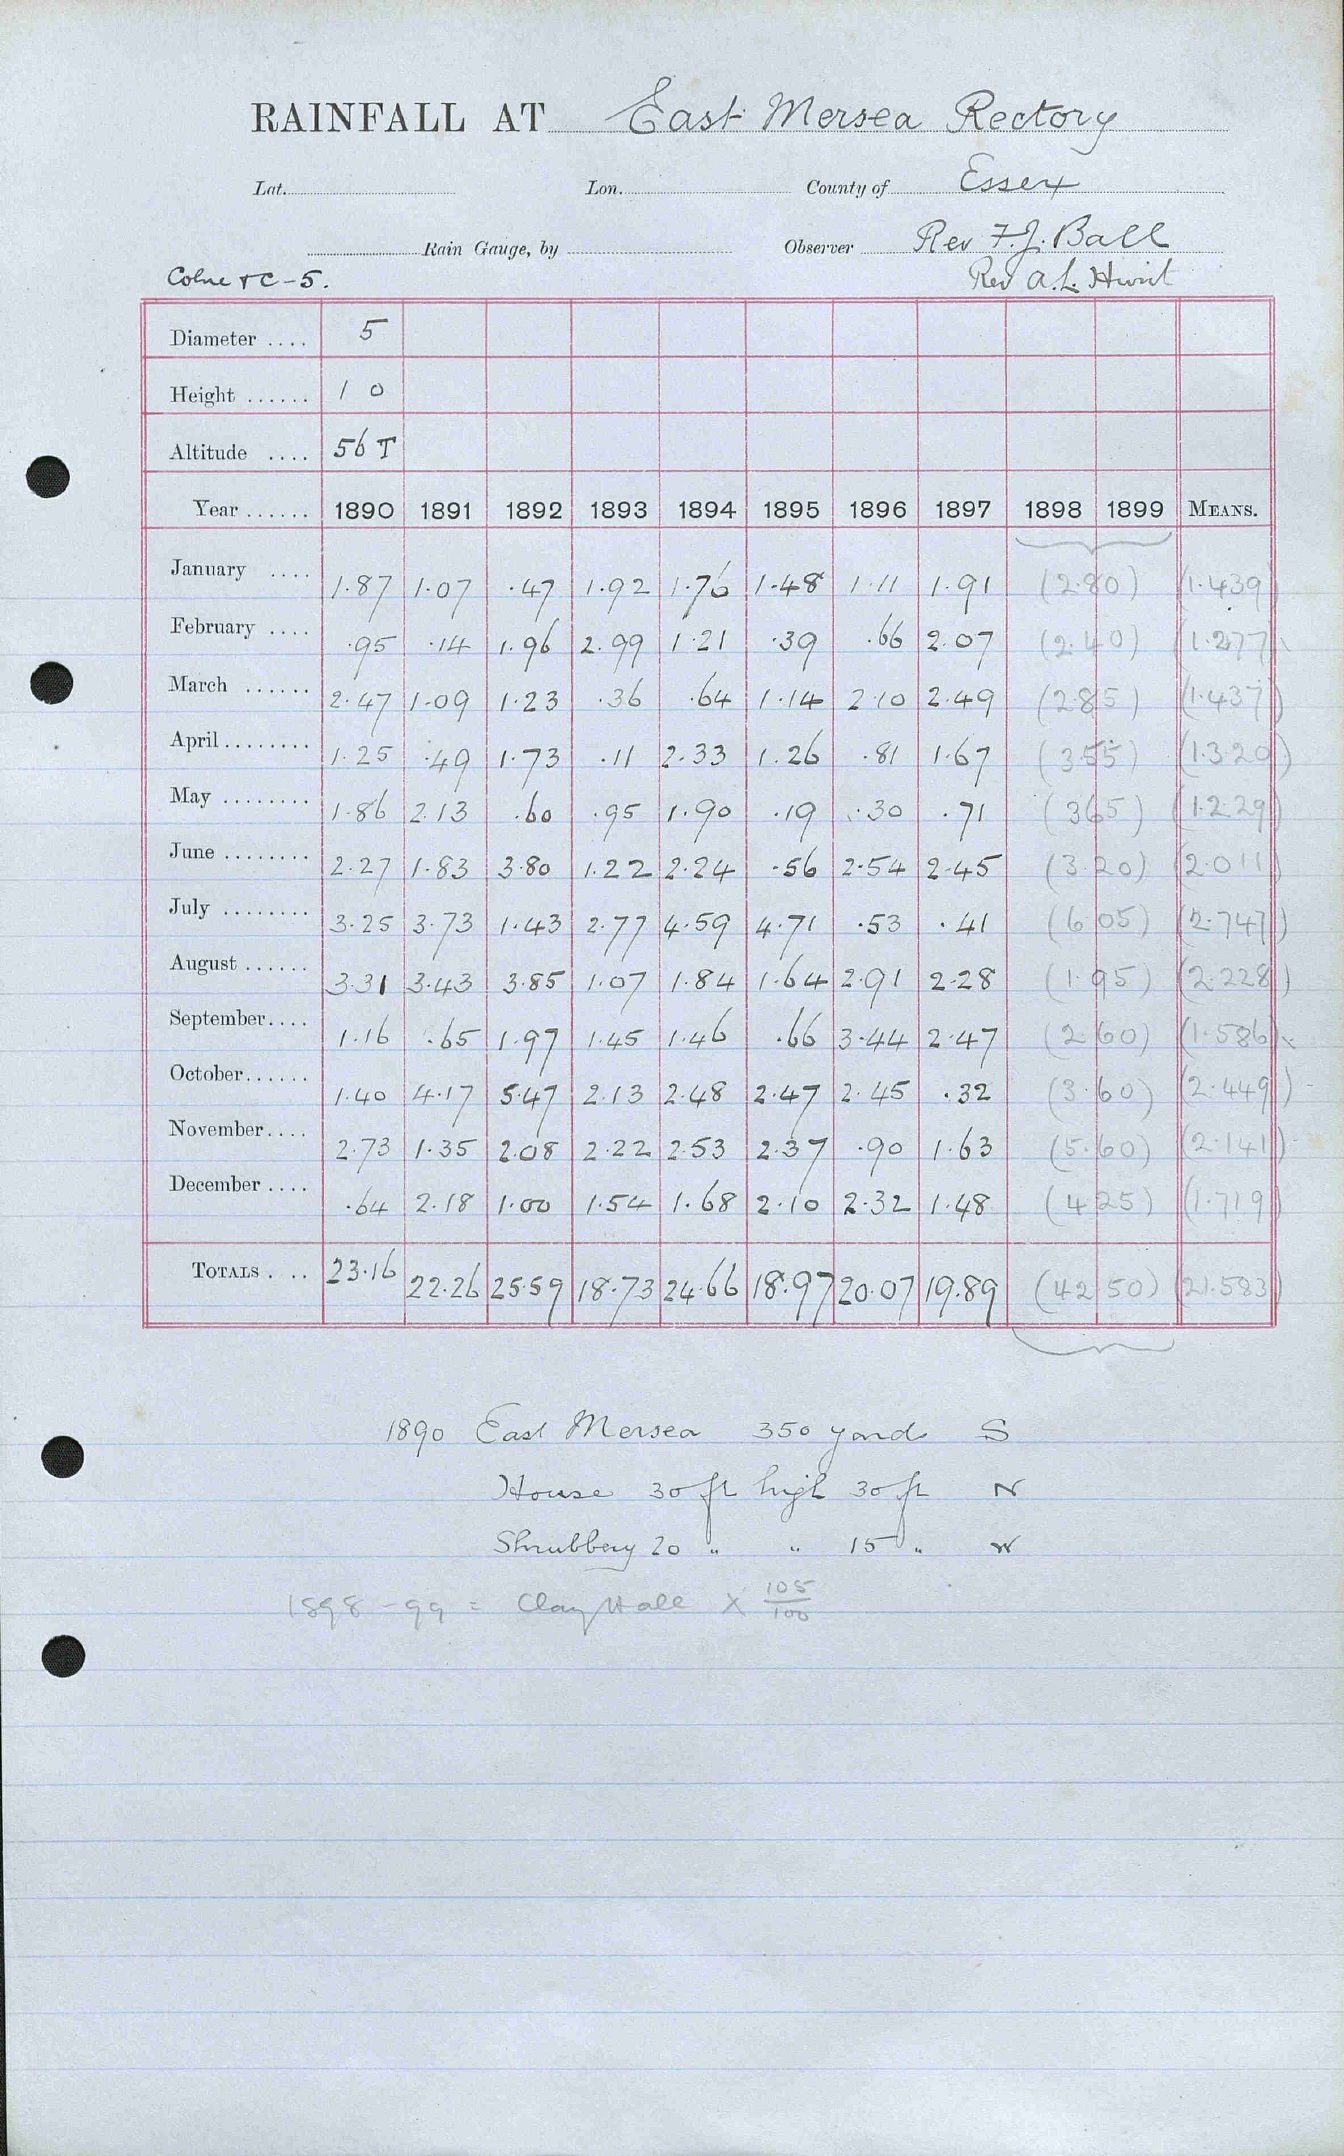 RAINFALL AT East Mersea Rectory
Lat. Lon. County of Essex
Rain Gauge, by Observer Rev F.J. Ball
Colne & C-5. Rev A.L. Hunt
Diameter .... 5
Height ...... 1 0
Altitude .... 56 T
Year ...... 1890 1891 1892 1893 1894 1895 1896 1897 1898 1899 MEANS.
January .... 1.87 1.07 .47 1.92 1.76 1.48 1.11 1.91 (2.80) (1.439)
February .... .95 .14 1.96 2.99 1.21 .39 .66 2.07 (2.40) (1.277)
March ...... 2.47 1.09 1.23 .36 .64 1.14 2.10 2.49 (2.85) (1.437)
April ........ 1.25 .49 1.73 .11 2.33 1.26 .81 1.67 (3.55) (1.320)
May ........ 1.86 2.13 .60 .95 1.90 .19 .30 .71 (3.65) (1.229)
June ........ 2.27 1.83 3.80 1.22 2.24 .56 2.54 2.45 (3.20) (2.011)
July ........ 3.25 3.73 1.43 2.77 4.59 4.71 .53 .41 (6.05) (2.747)
August ...... 3.31 3.43 3.85 1.07 1.84 1.64 2.91 2.28 (1.95) (2.228)
September.... 1.16 .65 1.97 1.45 1.46 .66 3.44 2.47 (2.60) (1.586)
October...... 1.40 4.17 5.47 2.13 2.48 2.47 2.45 .32 (3.60) (2.449)
November.... 2.73 1.35 2.08 2.22 2.53 2.37 .90 1.63 (5.60) (2.141)
December .... .64 2.18 1.00 1.54 1.68 2.10 2.32 1.48 (4.25) (1.719)
TOTALS .... 23.16 22.26 25.59 18.73 24.66 18.97 20.07 19.89 (42.50) (21.583)
1890 East Mersea 350 yards S
House 30 ft high 30 ft N
Shrubbery 20 " " 15 " W
1898-99 = Clay Hall × 105/100